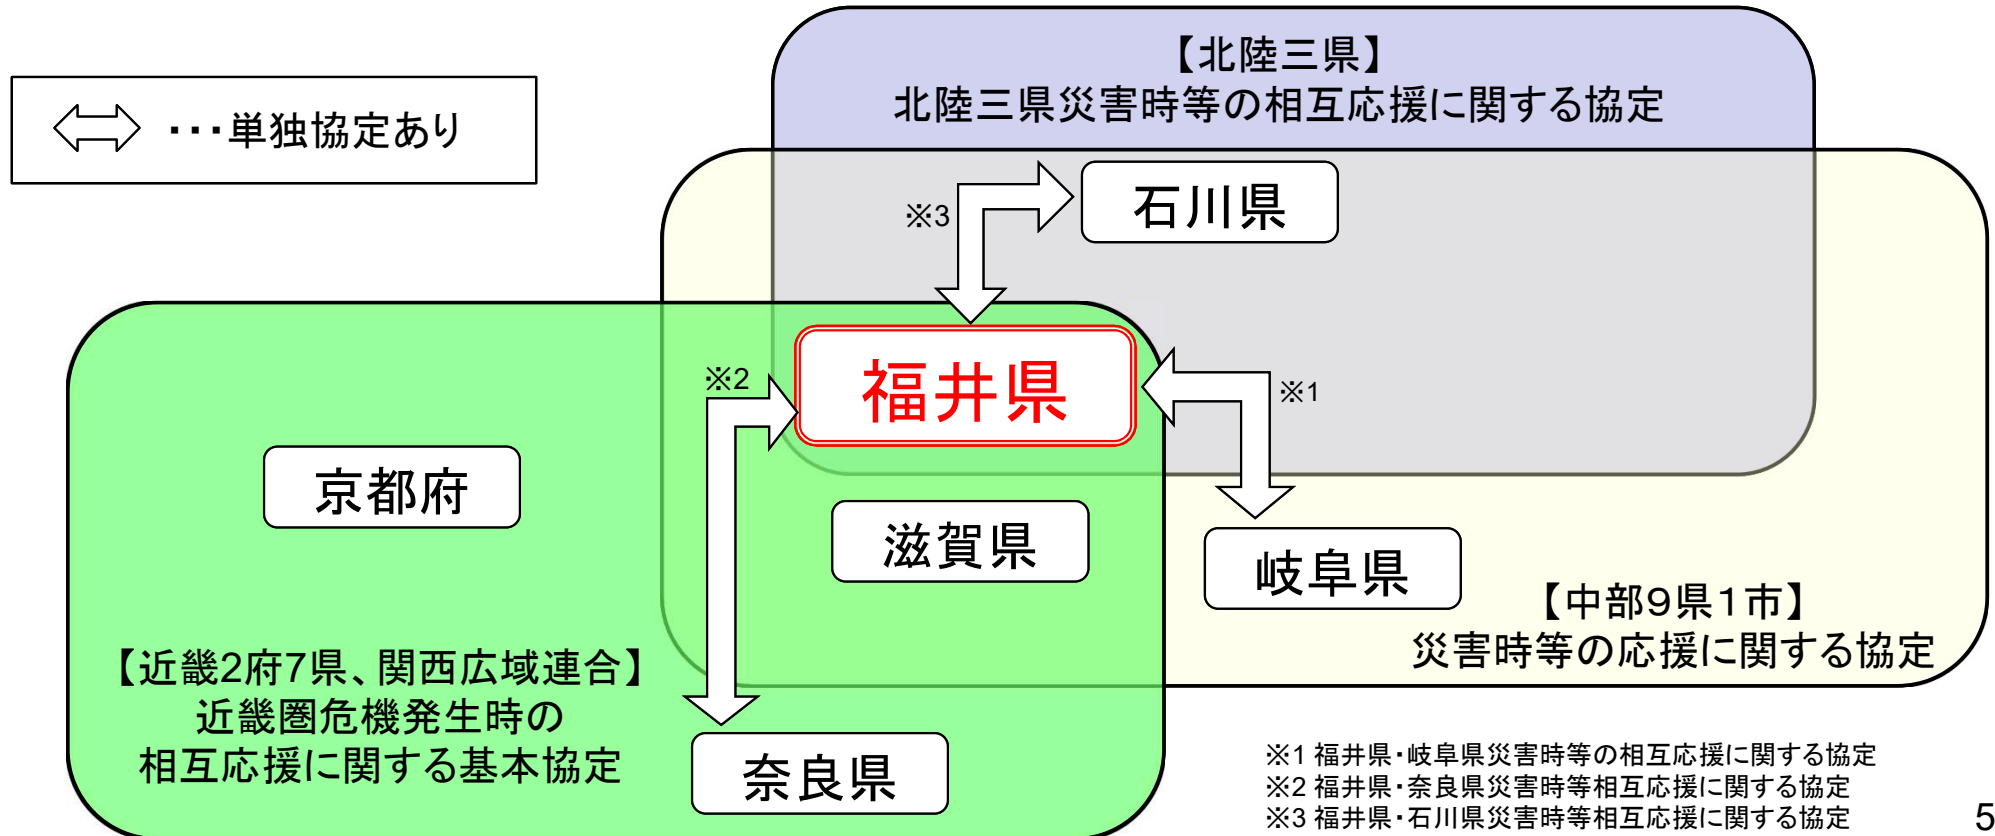 【北陸三県】
北陸三県災害時等の相互応援に関する協定
・・・単独協定あり
石川県
※3
福井県
※2
※1
京都府
滋賀県
岐阜県
【中部9県1市】
災害時等の応援に関する協定
【近畿2府7県、関西広域連合】
近畿圏危機発生時の
相互応援に関する基本協定
奈良県
※1 福井県・岐阜県災害時等の相互応援に関する協定
※2 福井県・奈良県災害時等相互応援に関する協定
※3 福井県・石川県災害時等相互応援に関する協定
5